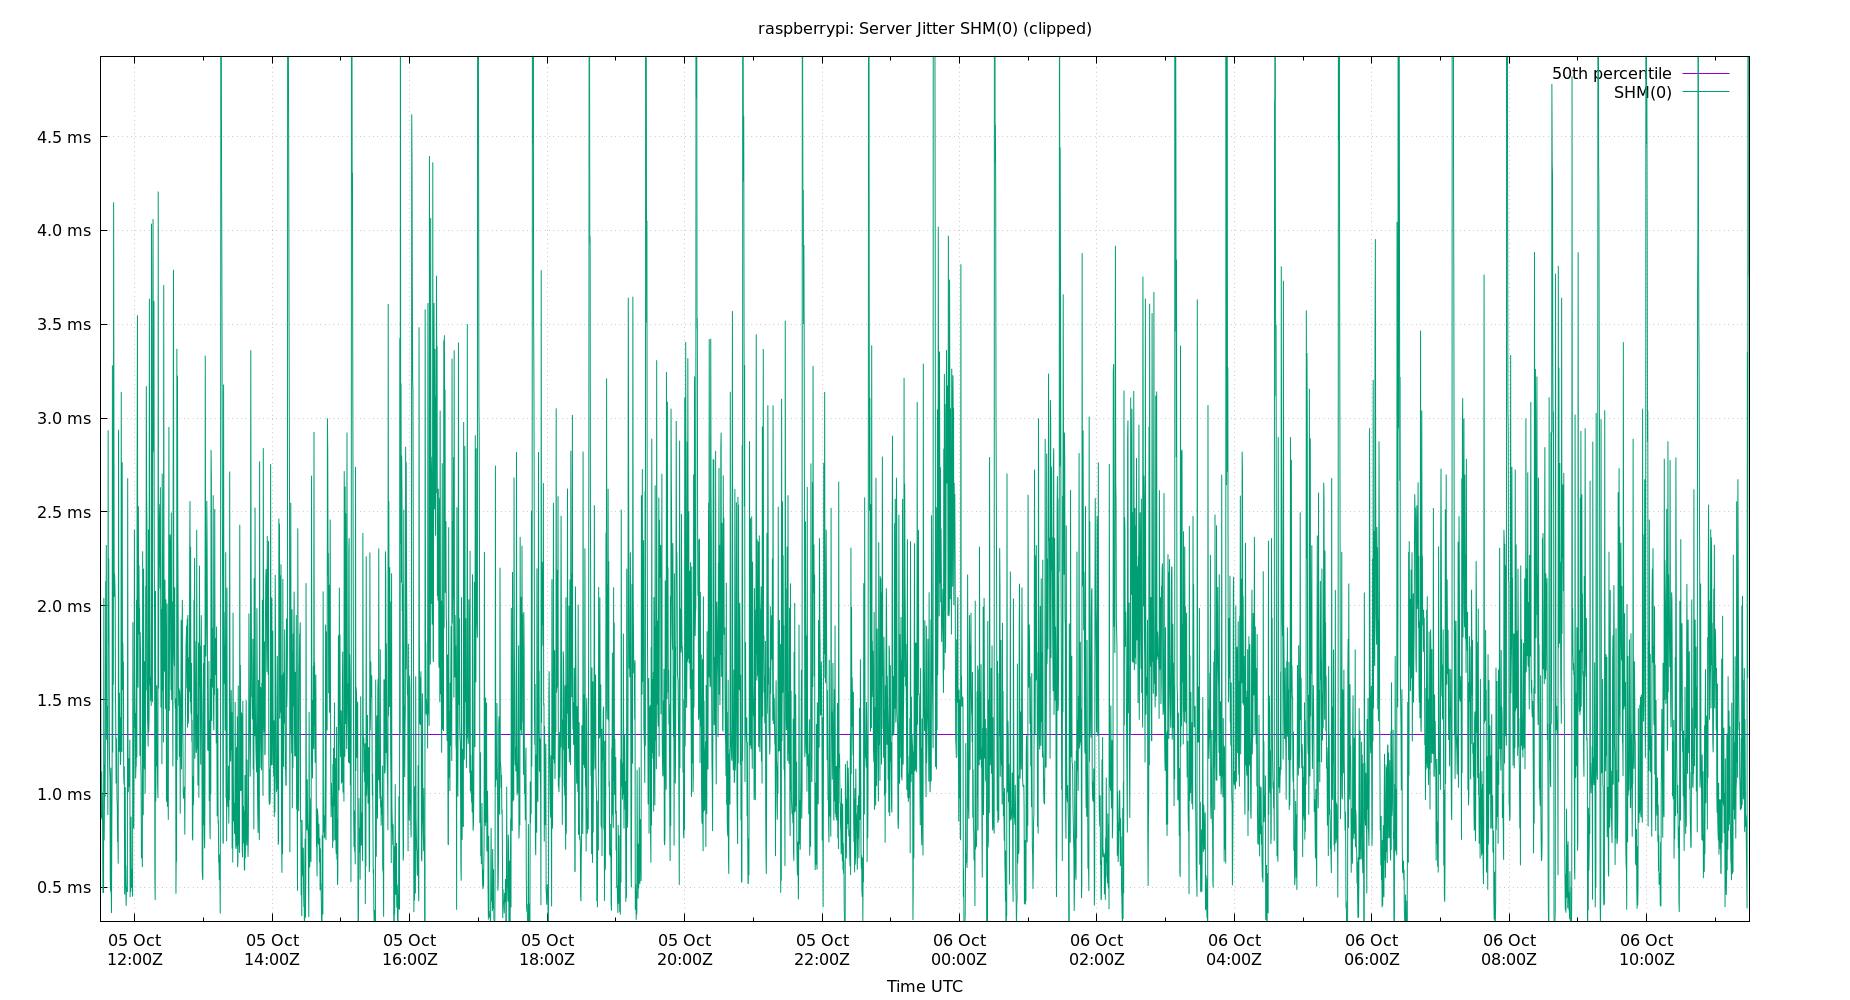 raspberrypi: Server Jitter SHM(0) (clipped)
50th percentile
SHM(0)
4.5 ms
4.0 ms
3.5 ms
3.0 ms
2.5 ms
2.0 ms
1.5 ms
1.0 ms
0.5 ms
05 Oct 05 Oct 05 Oct 05 Oct 05 Oct 05 Oct 06 Oct 06 Oct 06 Oct 06 Oct 06 Oct 06 Oct
12:00Z 14:00Z 16:00Z 18:00Z 20:00Z 22:00Z 00:00Z 02:00Z 04:00Z 06:00Z 08:00Z 10:00Z
Time UTC